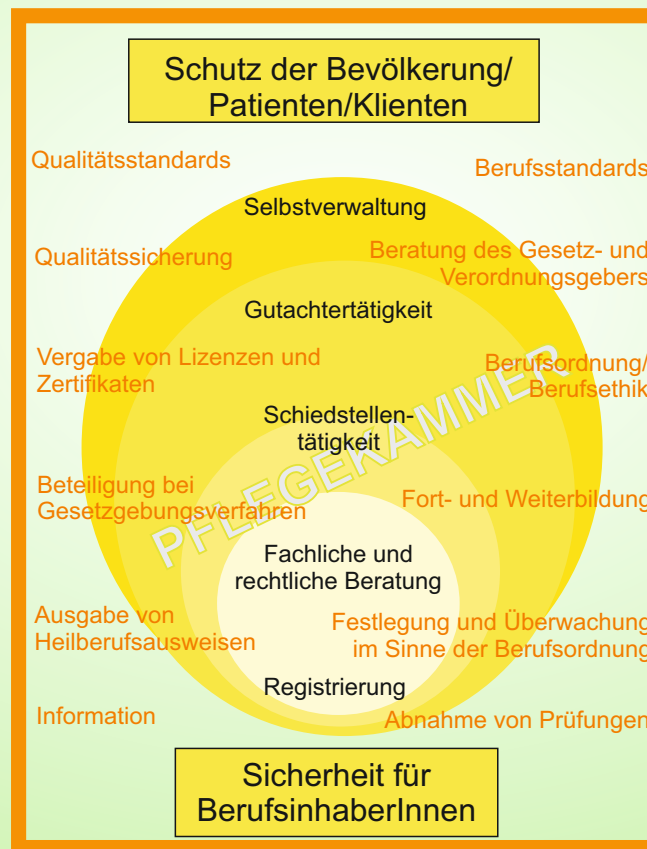 Schutz der Bevölkerung/
Patienten/Klienten
Qualitätsstandards
Berufsstandards
Selbstverwaltung
Qualitätssicherung
Beratung des Gesetz- und
Verordnungsgebers
Gutachtertätigkeit
Vergabe von Lizenzen und
Zertifikaten
Berufsordnung/
Berufsethik
Schiedstellen-
tätigkeit
PFLEGEKAMMER
Beteiligung bei
Gesetzgebungsverfahren
Fort- und Weiterbildung
Fachliche und
rechtliche Beratung
Ausgabe von
Heilberufsausweisen
Festlegung und Überwachung
im Sinne der Berufsordnung
Registrierung
Information
Abnahme von Prüfungen
Sicherheit für
BerufsinhaberInnen